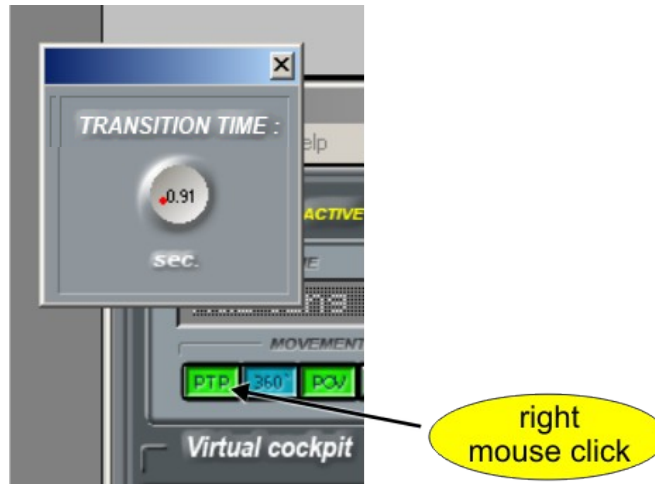 TRANSITION TIME :
0.91
sec.
elp
ACTIVE
MOVEMENT
PTP 360° POV
Virtual cockpit
right
mouse click